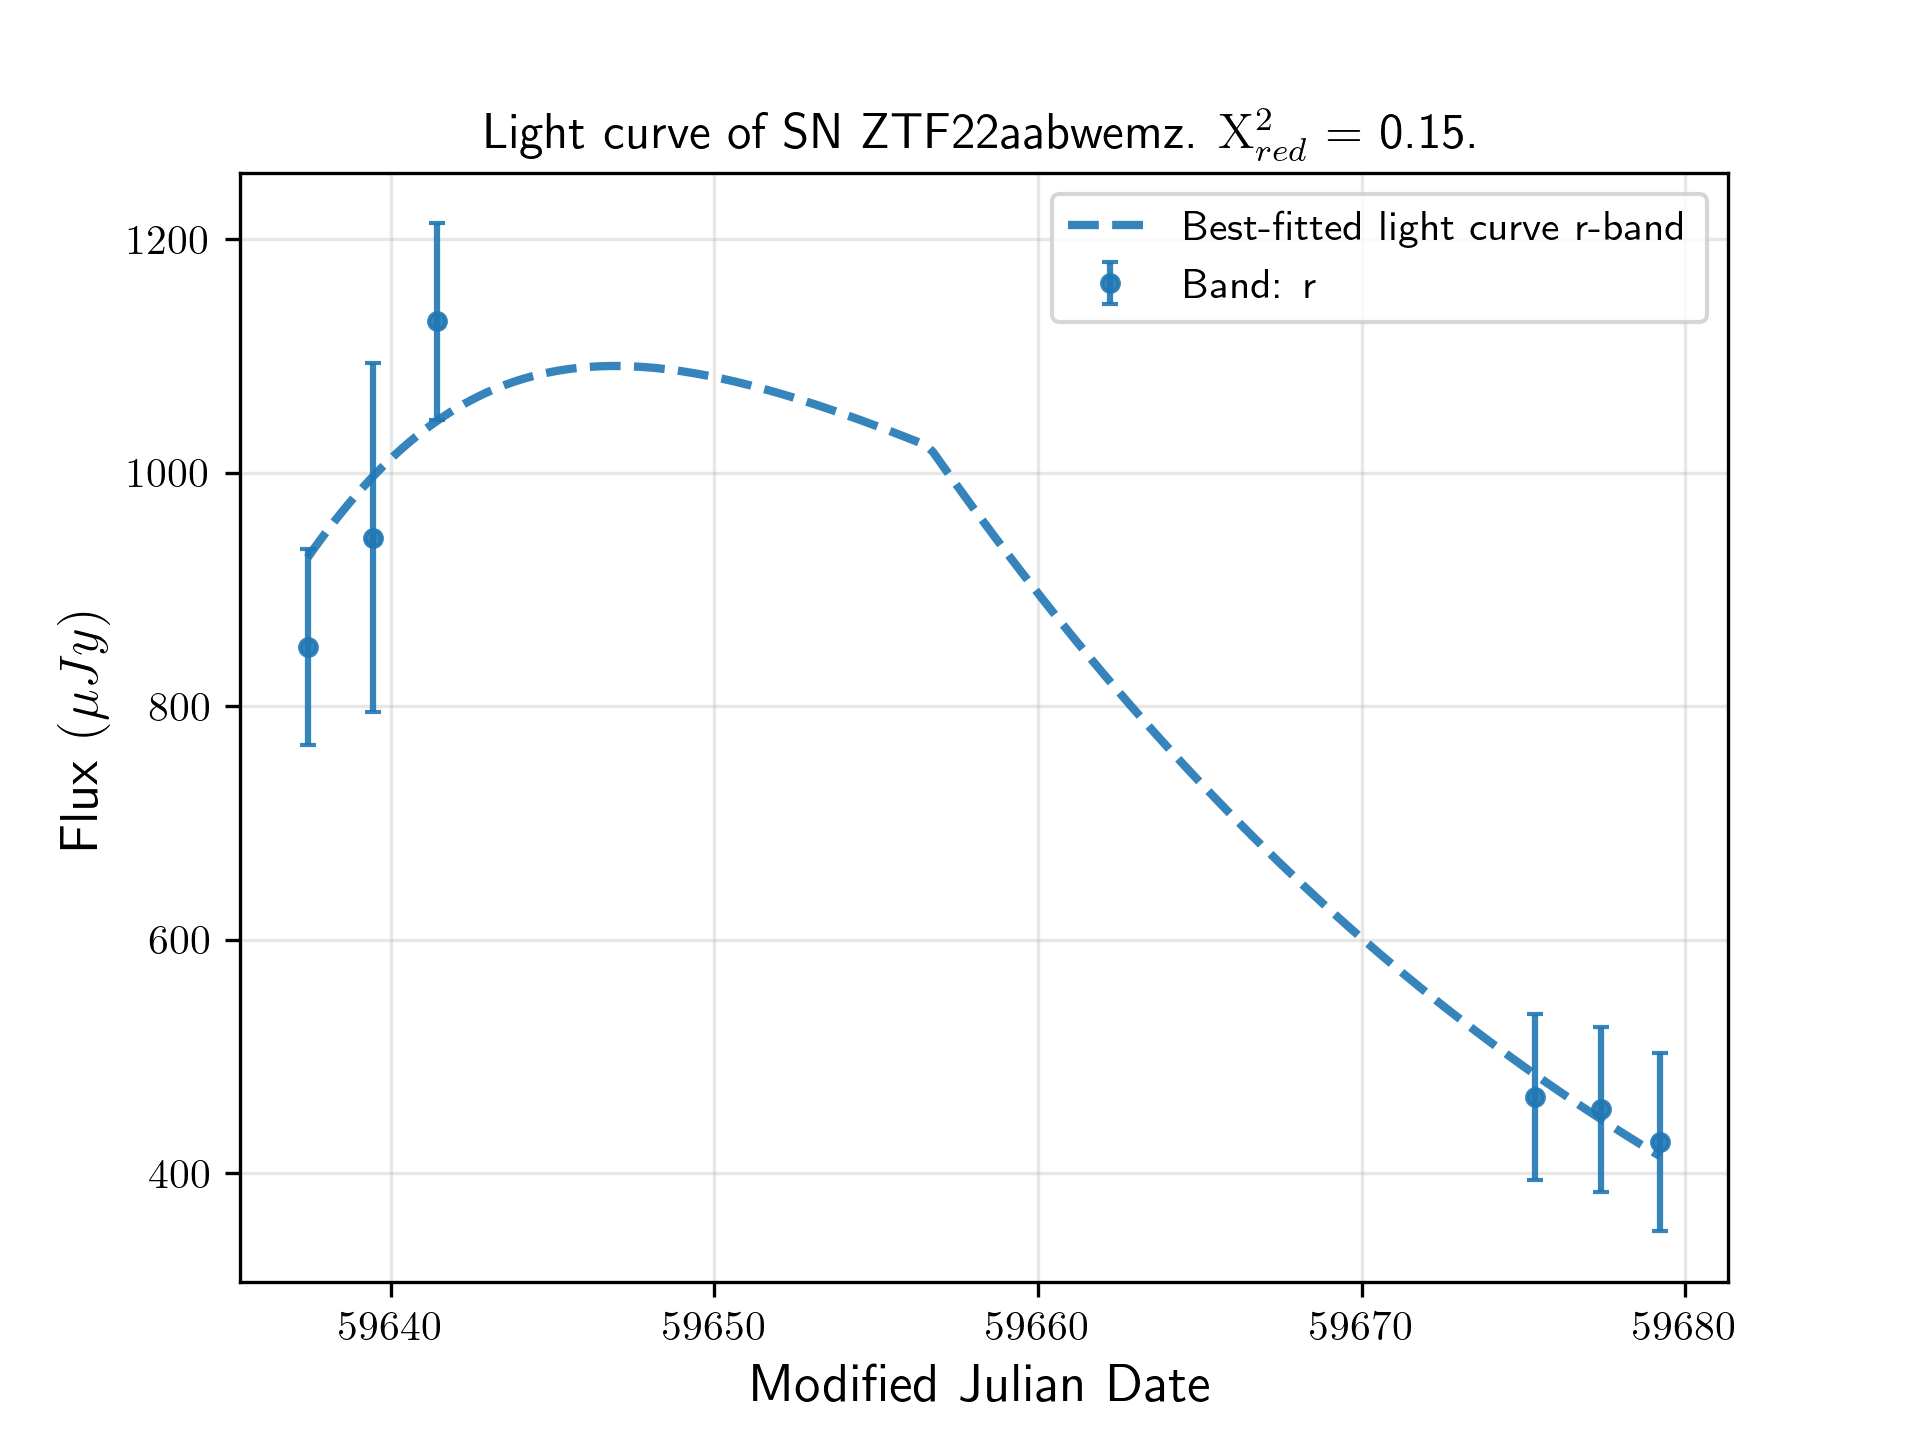 Light curve of SN ZTF22aabwemz. X²_red = 0.15.
Best-fitted light curve r-band
Band: r
1200
1000
800
600
400
Flux (μJy)
59640 59650 59660 59670 59680
Modified Julian Date